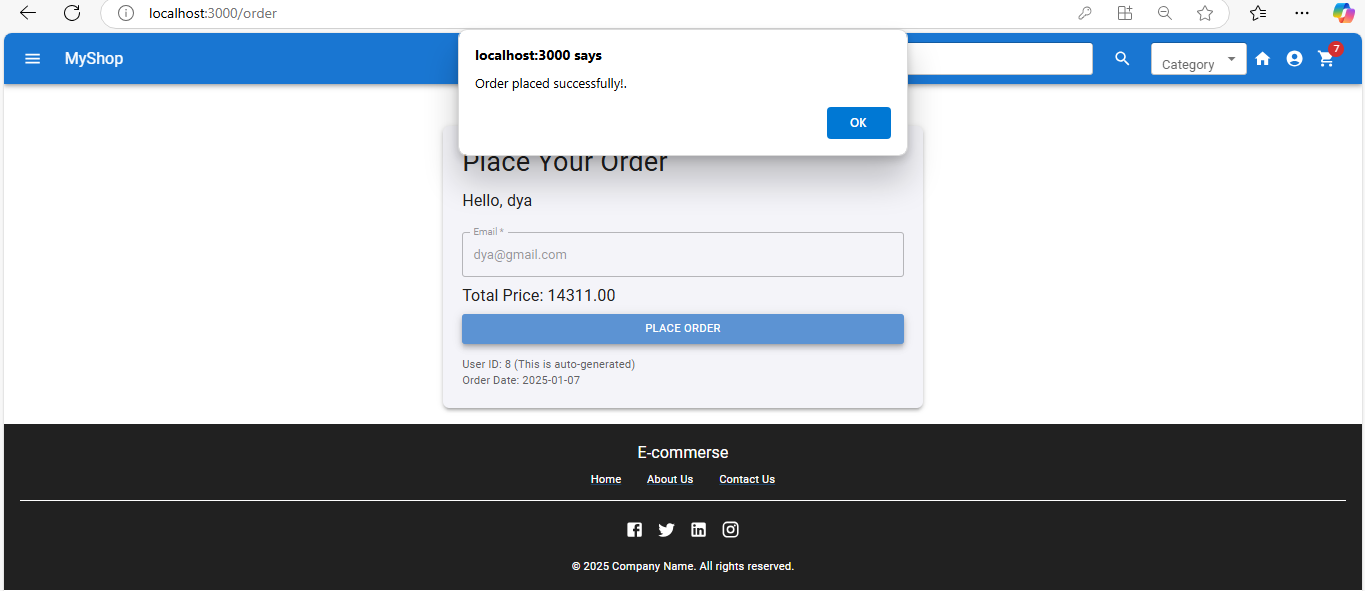 localhost:3000/order
MyShop
localhost:3000 says
Order placed successfully!.
OK
Category
7
Place Your Order
Hello, dya
Email *
dya@gmail.com
Total Price: 14311.00
PLACE ORDER
User ID: 8 (This is auto-generated)
Order Date: 2025-01-07
E-commerse
Home About Us Contact Us
© 2025 Company Name. All rights reserved.